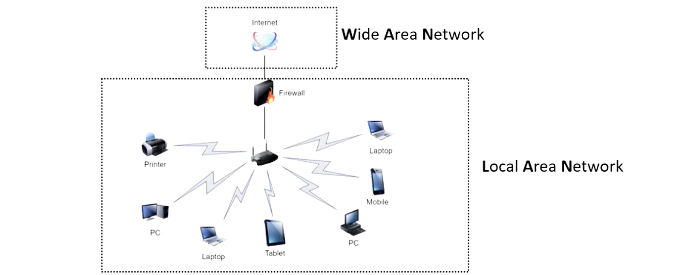 Internet
Wide Area Network
Firewall
Printer
Laptop
Local Area Network
Mobile
PC
Laptop
Tablet
PC